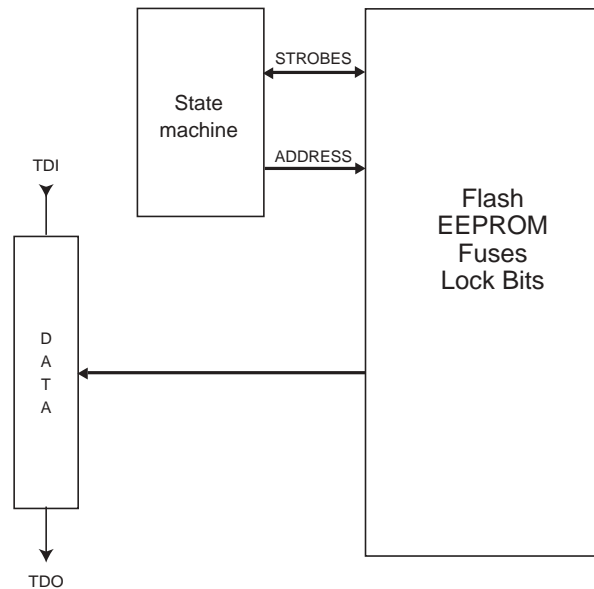 STROBES
State
machine
ADDRESS
TDI
Flash
EEPROM
Fuses
Lock Bits
D
A
T
A
TDO